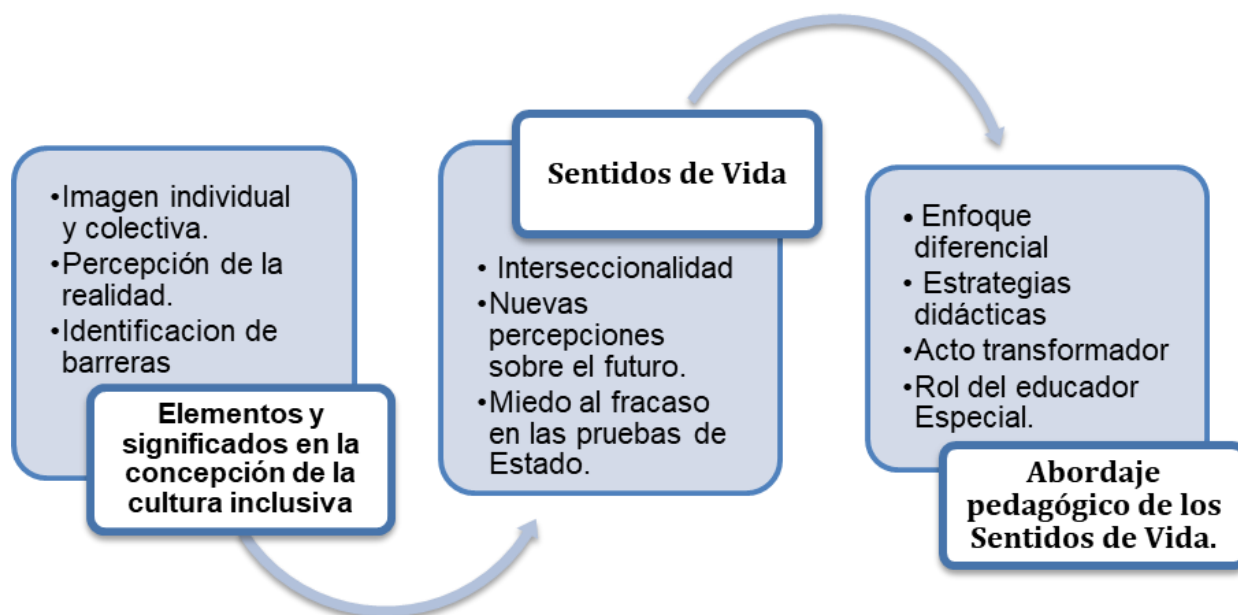 •Imagen individual
y colectiva.
•Percepción de la
realidad.
•Identificacion de
barreras
Elementos y
significados en la
concepción de la
cultura inclusiva
Sentidos de Vida
• Interseccionalidad
•Nuevas
percepciones
sobre el futuro.
•Miedo al fracaso
en las pruebas de
Estado.
• Enfoque
diferencial
• Estrategias
didácticas
•Acto transformador
•Rol del educador
Especial.
Abordaje
pedagógico de los
Sentidos de Vida.